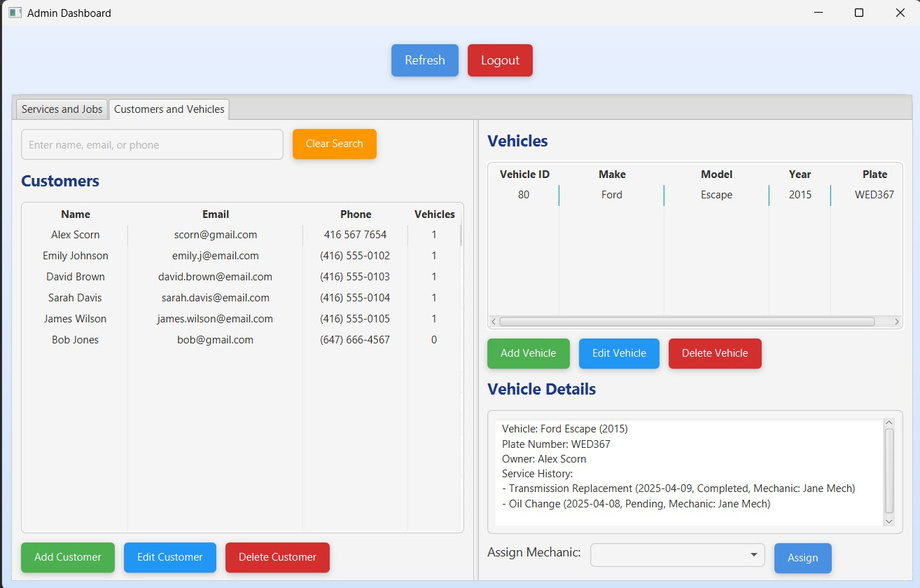 Admin Dashboard
Refresh Logout
Services and Jobs Customers and Vehicles
Enter name, email, or phone Clear Search
Customers
Name Email Phone Vehicles
Alex Scorn scorn@gmail.com 416 567 7654 1
Emily Johnson emily.j@email.com (416) 555-0102 1
David Brown david.brown@email.com (416) 555-0103 1
Sarah Davis sarah.davis@email.com (416) 555-0104 1
James Wilson james.wilson@email.com (416) 555-0105 1
Bob Jones bob@gmail.com (647) 666-4567 0
Add Customer Edit Customer Delete Customer
Vehicles
Vehicle ID Make Model Year Plate
80 Ford Escape 2015 WED367
Add Vehicle Edit Vehicle Delete Vehicle
Vehicle Details
Vehicle: Ford Escape (2015)
Plate Number: WED367
Owner: Alex Scorn
Service History:
- Transmission Replacement (2025-04-09, Completed, Mechanic: Jane Mech)
- Oil Change (2025-04-08, Pending, Mechanic: Jane Mech)
Assign Mechanic: Assign